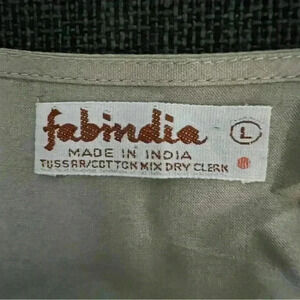 fabindia
L
MADE IN INDIA
TUSSAR/COTTON MIX DRY CLEAN